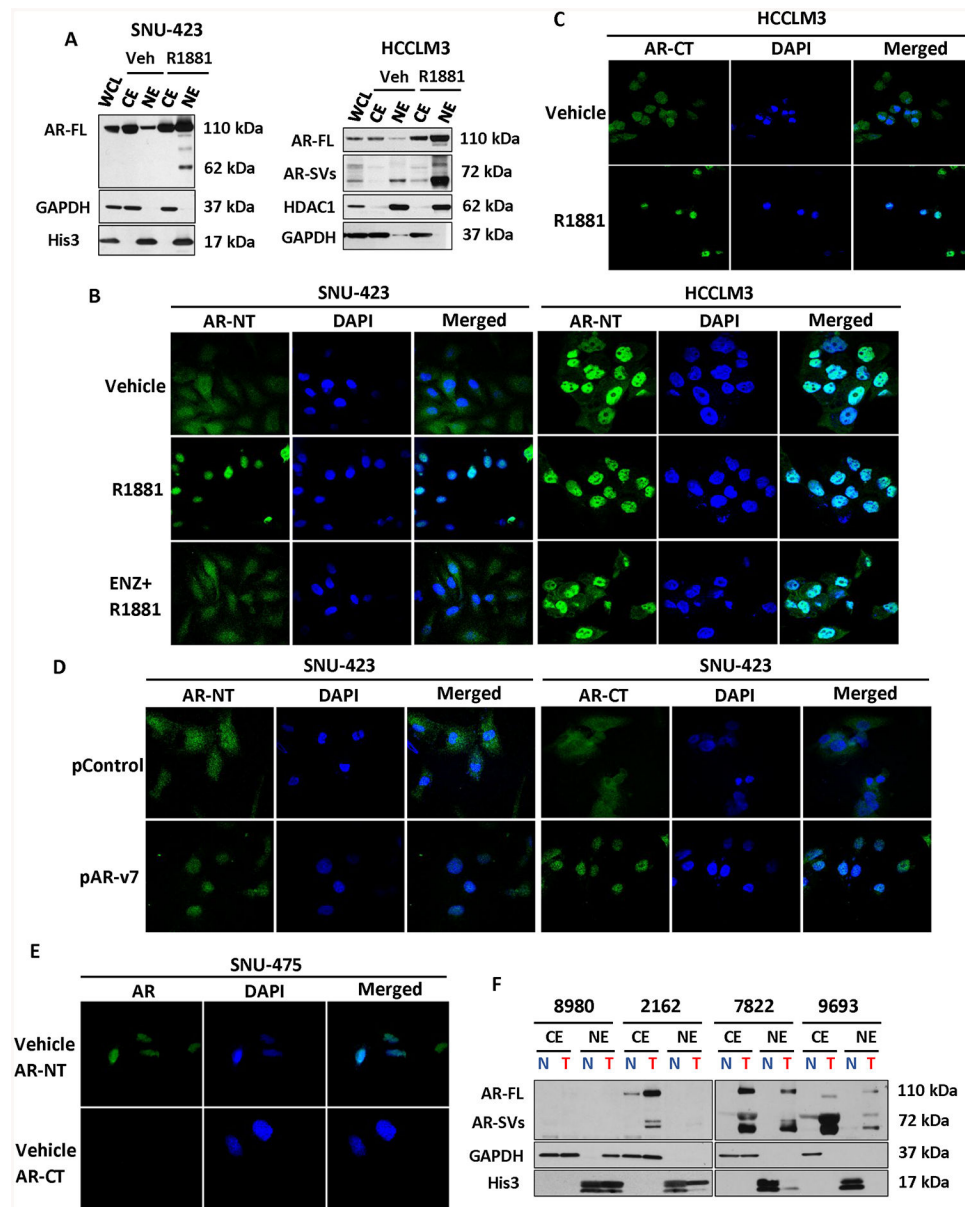 A
SNU-423
Veh R1881
WCL CE NE CE NE
AR-FL 110 kDa
62 kDa
GAPDH 37 kDa
His3 17 kDa
HCCLM3
Veh R1881
WCL CE NE CE NE
AR-FL 110 kDa
AR-SVs 72 kDa
HDAC1 62 kDa
GAPDH 37 kDa
C
HCCLM3
AR-CT DAPI Merged
Vehicle
R1881
B
SNU-423 HCCLM3
AR-NT DAPI Merged AR-NT DAPI Merged
Vehicle
R1881
ENZ+
R1881
D
SNU-423 SNU-423
AR-NT DAPI Merged AR-CT DAPI Merged
pControl
pAR-v7
E
SNU-475
AR DAPI Merged
Vehicle
AR-NT
Vehicle
AR-CT
F
8980 2162 7822 9693
CE NE CE NE CE NE CE NE
N T N T N T N T N T N T N T N T
AR-FL 110 kDa
AR-SVs 72 kDa
GAPDH 37 kDa
His3 17 kDa